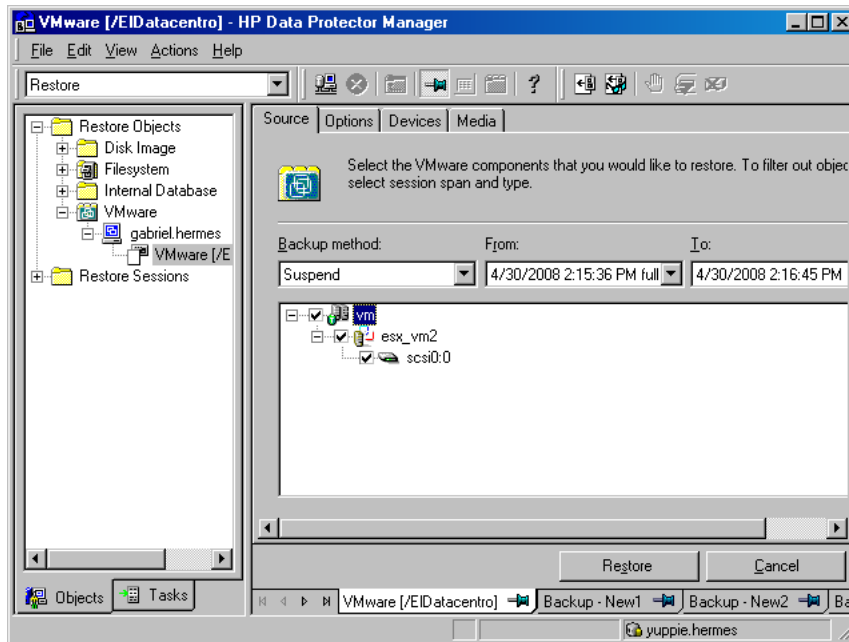 VMware [/ElDatacentro] - HP Data Protector Manager
File Edit View Actions Help
Restore
Restore Objects
Disk Image
Filesystem
Internal Database
VMware
gabriel.hermes
VMware [/E
Restore Sessions
Objects Tasks
Source Options Devices Media
Select the VMware components that you would like to restore. To filter out objec
select session span and type.
Backup method: From: To:
Suspend 4/30/2008 2:15:36 PM full 4/30/2008 2:16:45 PM
vm
esx_vm2
scsi0:0
Restore Cancel
VMware [/ElDatacentro] Backup - New1 Backup - New2 Ba
yuppie.hermes